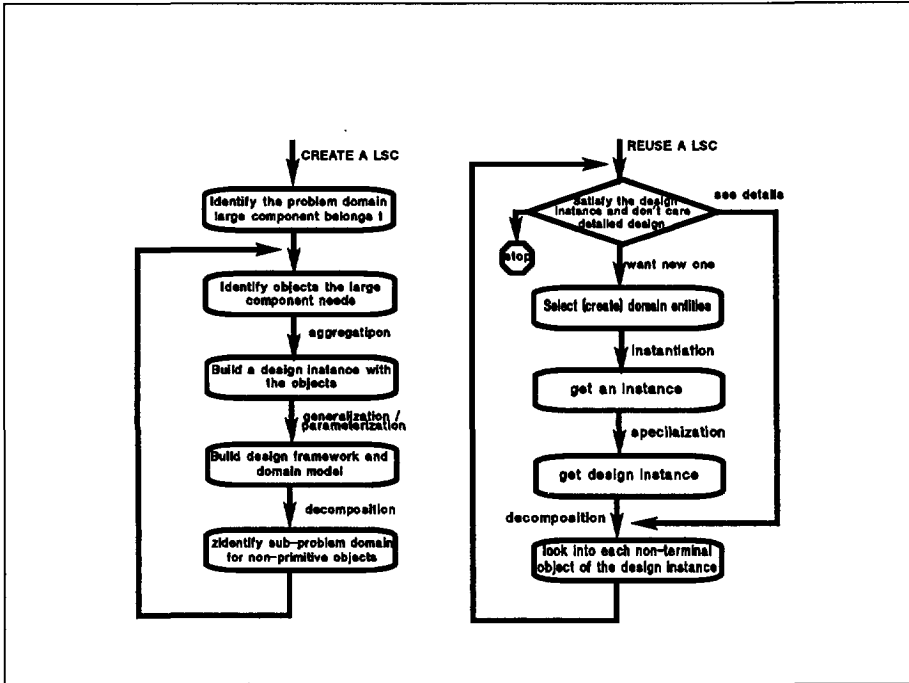 CREATE A LSC
Identify the problem domain
large component belongs t
Identify objects the large
component needs
aggregatipon
Build a design instance with
the objects
generalization /
parameterization
Build design framework and
domain model
decomposition
zidentify sub-problem domain
for non-primitive objects
REUSE A LSC
Satisfy the design
instance and don't care
detailed design
see details
stop
want new one
Select (create) domain entities
instantiation
get an instance
specilaization
get design instance
decomposition
look into each non-terminal
object of the design instance